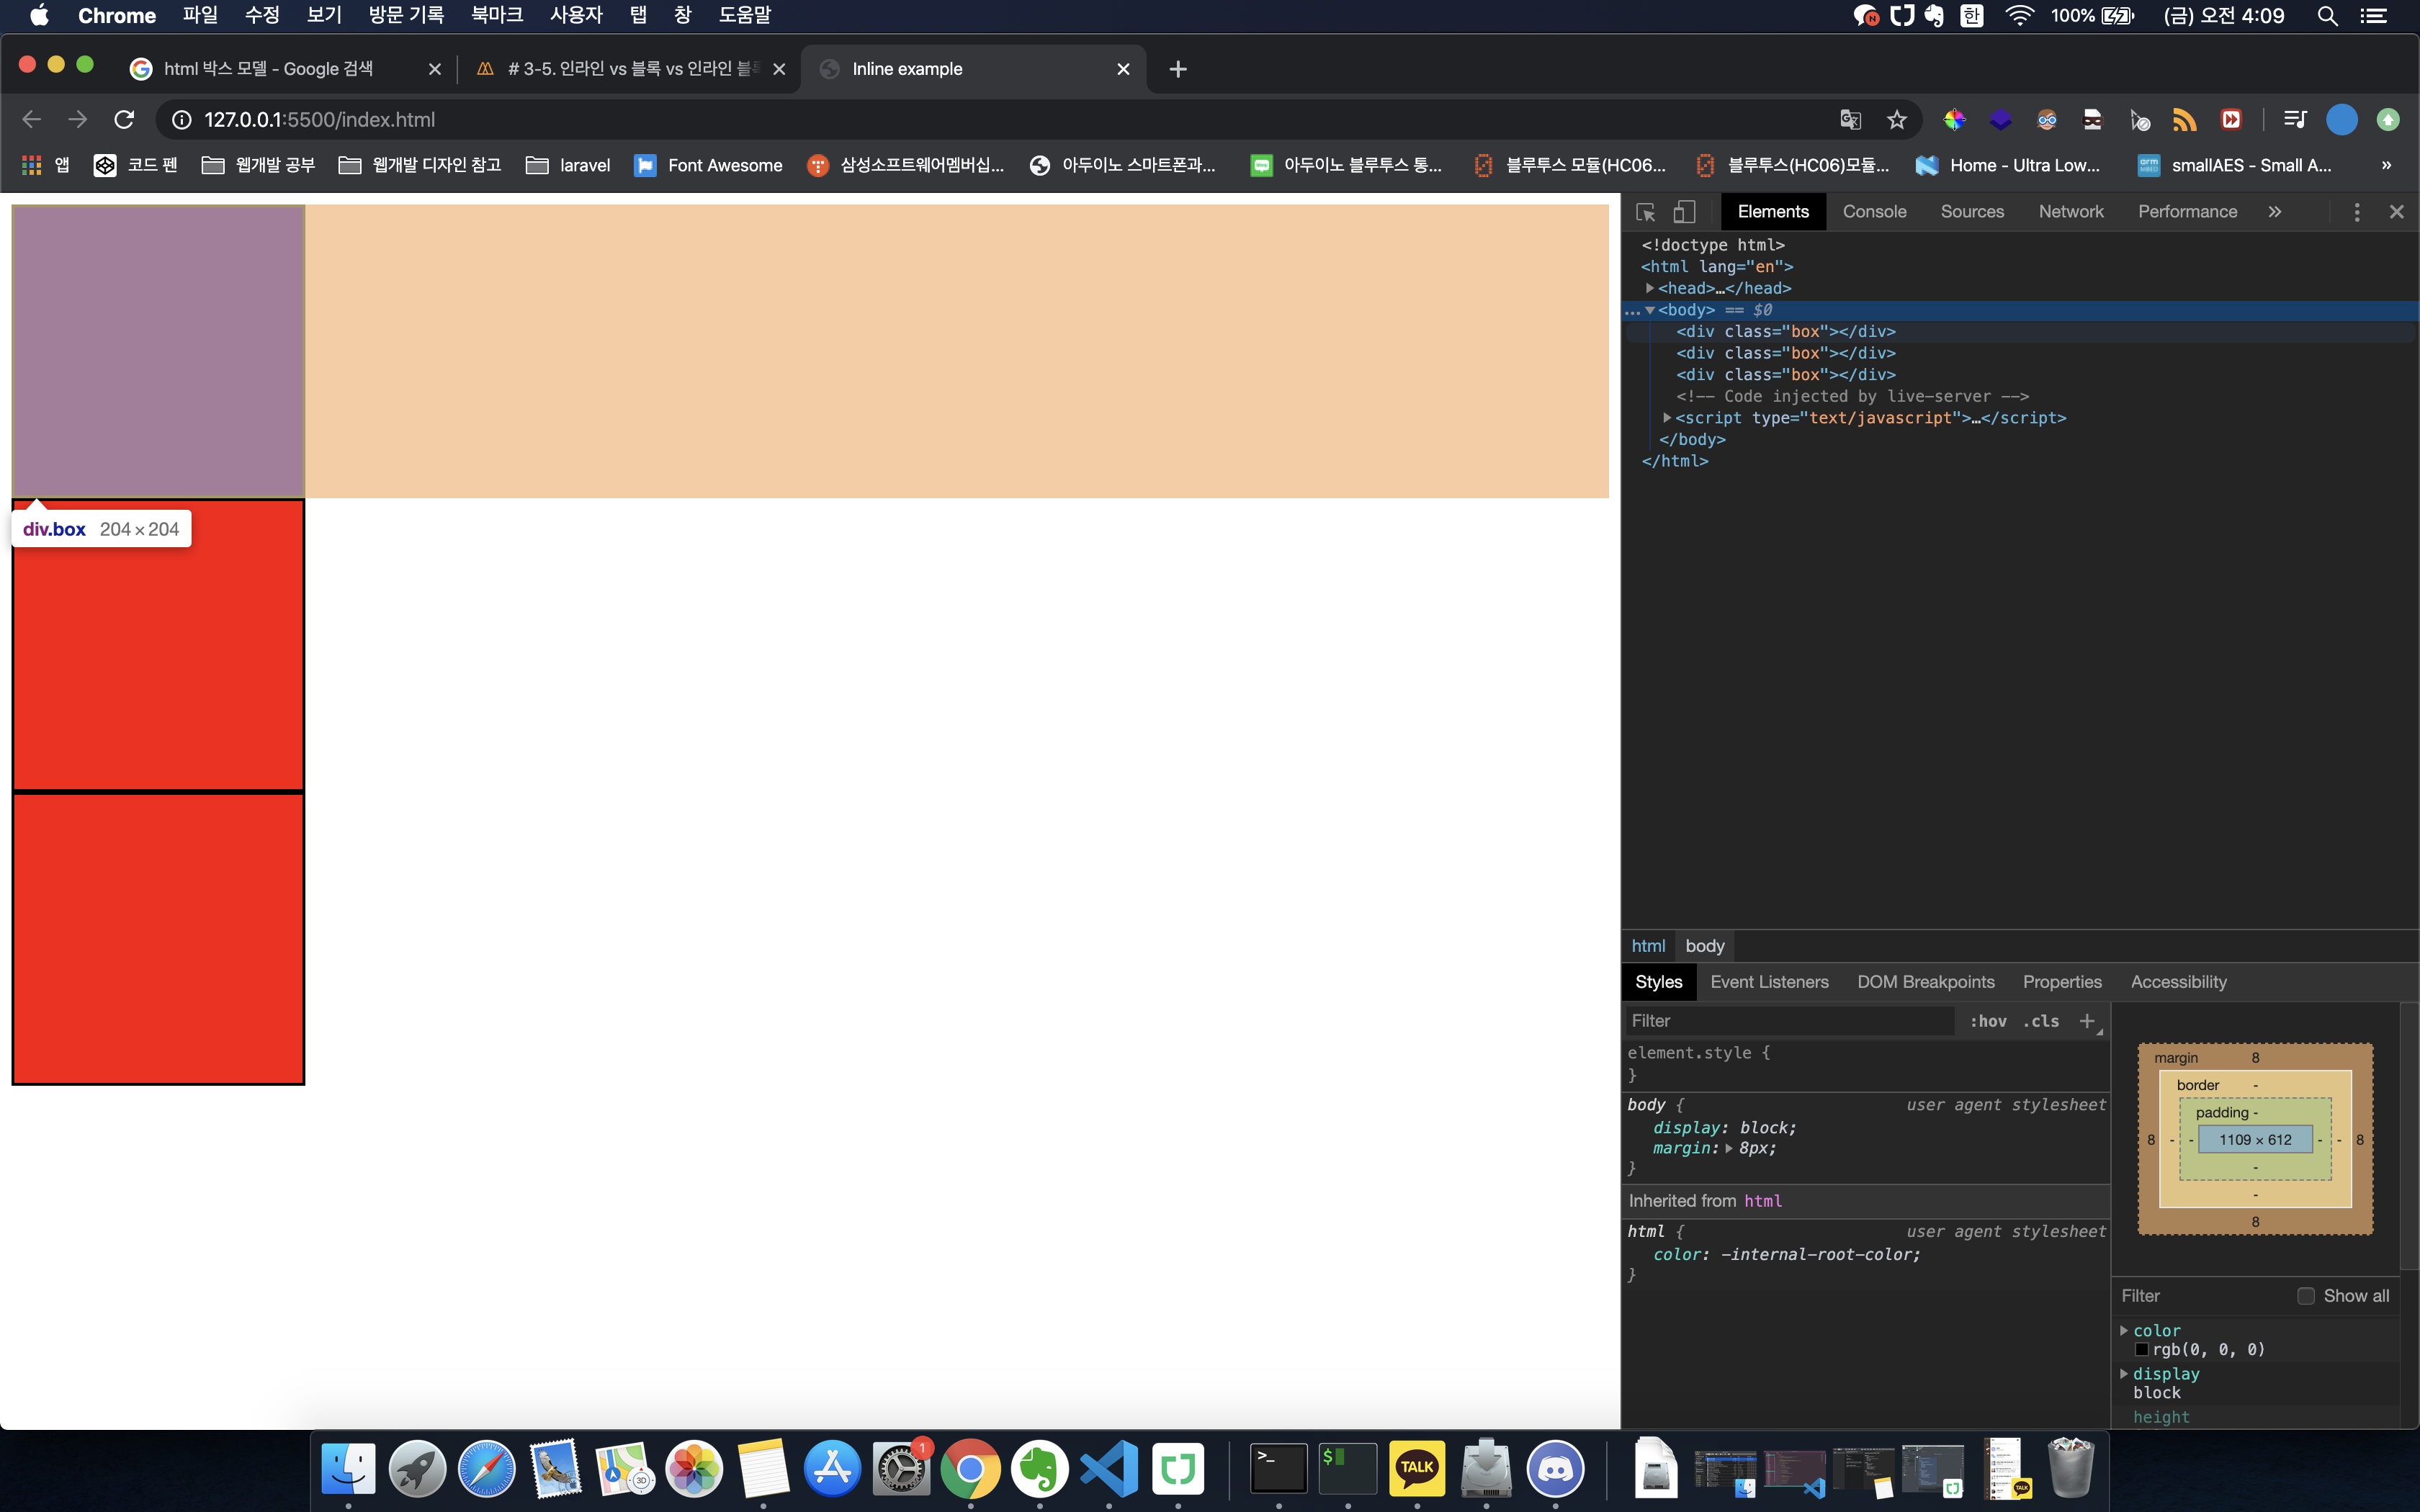 Chrome 파일 수정 보기 방문 기록 북마크 사용자 탭 창 도움말 한 100% (금) 오전 4:09
html 박스 모델 - Google 검색 # 3-5. 인라인 vs 블록 vs 인라인 블록 Inline example
127.0.0.1:5500/index.html
앱 코드 펜 웹개발 공부 웹개발 디자인 참고 laravel Font Awesome 삼성소프트웨어멤버십... 아두이노 스마트폰과... 아두이노 블루투스 통... 블루투스 모듈(HC06... 블루투스(HC06)모듈... Home - Ultra Low... smallAES - Small A... »
Elements Console Sources Network Performance »
<!doctype html>
<html lang="en">
<head>…</head>
... <body> == $0
<div class="box"></div>
<div class="box"></div>
<div class="box"></div>
<!-- Code injected by live-server -->
<script type="text/javascript">…</script>
</body>
</html>
div.box 204 × 204
html body
Styles Event Listeners DOM Breakpoints Properties Accessibility
Filter :hov .cls +
element.style {
}
body { user agent stylesheet
display: block;
margin: 8px;
}
Inherited from html
html { user agent stylesheet
color: -internal-root-color;
}
margin 8
border -
padding -
8 - - 1109 × 612 - - 8
-
-
8
Filter Show all
color
rgb(0, 0, 0)
display
block
height
3D 1 >_ $ TALK